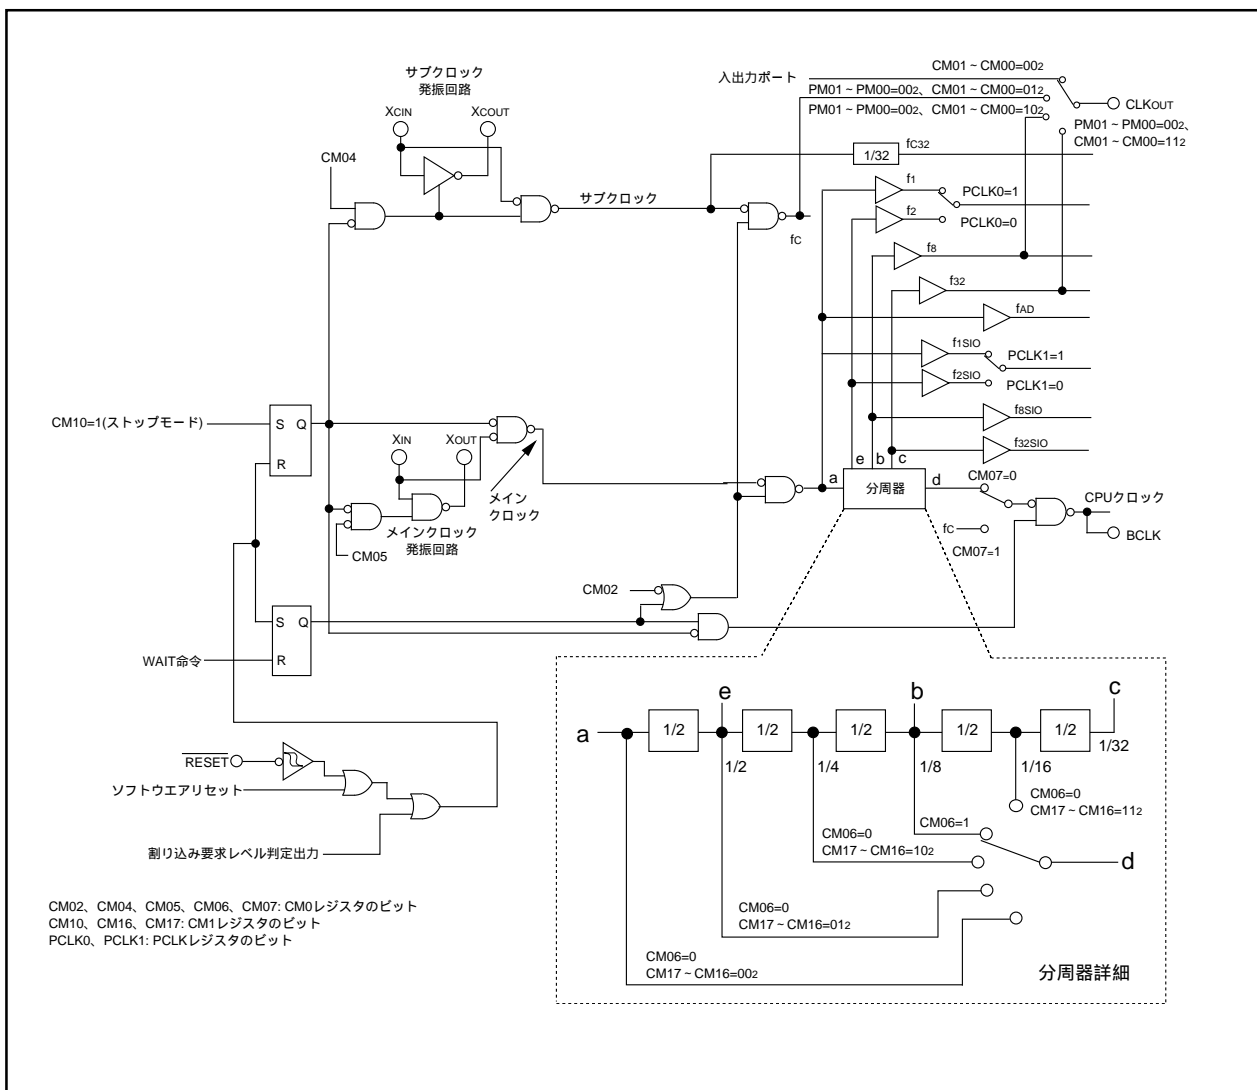 サブクロック
発振回路
XCIN
XCOUT
CM04
サブクロック
入出力ポート
CM01～CM00=002
PM01～PM00=002、CM01～CM00=012
PM01～PM00=002、CM01～CM00=102
CLKOUT
PM01～PM00=002、
CM01～CM00=112
1/32
fC32
fC
f1
PCLK0=1
f2
PCLK0=0
f8
f32
fAD
f1SIO
PCLK1=1
f2SIO
PCLK1=0
f8SIO
f32SIO
CM10=1(ストップモード)
S
Q
R
XIN
XOUT
メイン
クロック
メインクロック
発振回路
CM05
a
e
b
c
分周器
d
CM07=0
fC
CM07=1
CPUクロック
BCLK
CM02
S
Q
R
WAIT命令
RESET
ソフトウエアリセット
割り込み要求レベル判定出力
a
e
b
c
1/2
1/2
1/2
1/2
1/2
1/2
1/4
1/8
1/16
1/32
CM06=0
CM17～CM16=112
CM06=1
CM06=0
CM17～CM16=102
d
CM06=0
CM17～CM16=012
CM06=0
CM17～CM16=002
分周器詳細
CM02、CM04、CM05、CM06、CM07: CM0レジスタのビット
CM10、CM16、CM17: CM1レジスタのビット
PCLK0、PCLK1: PCLKレジスタのビット